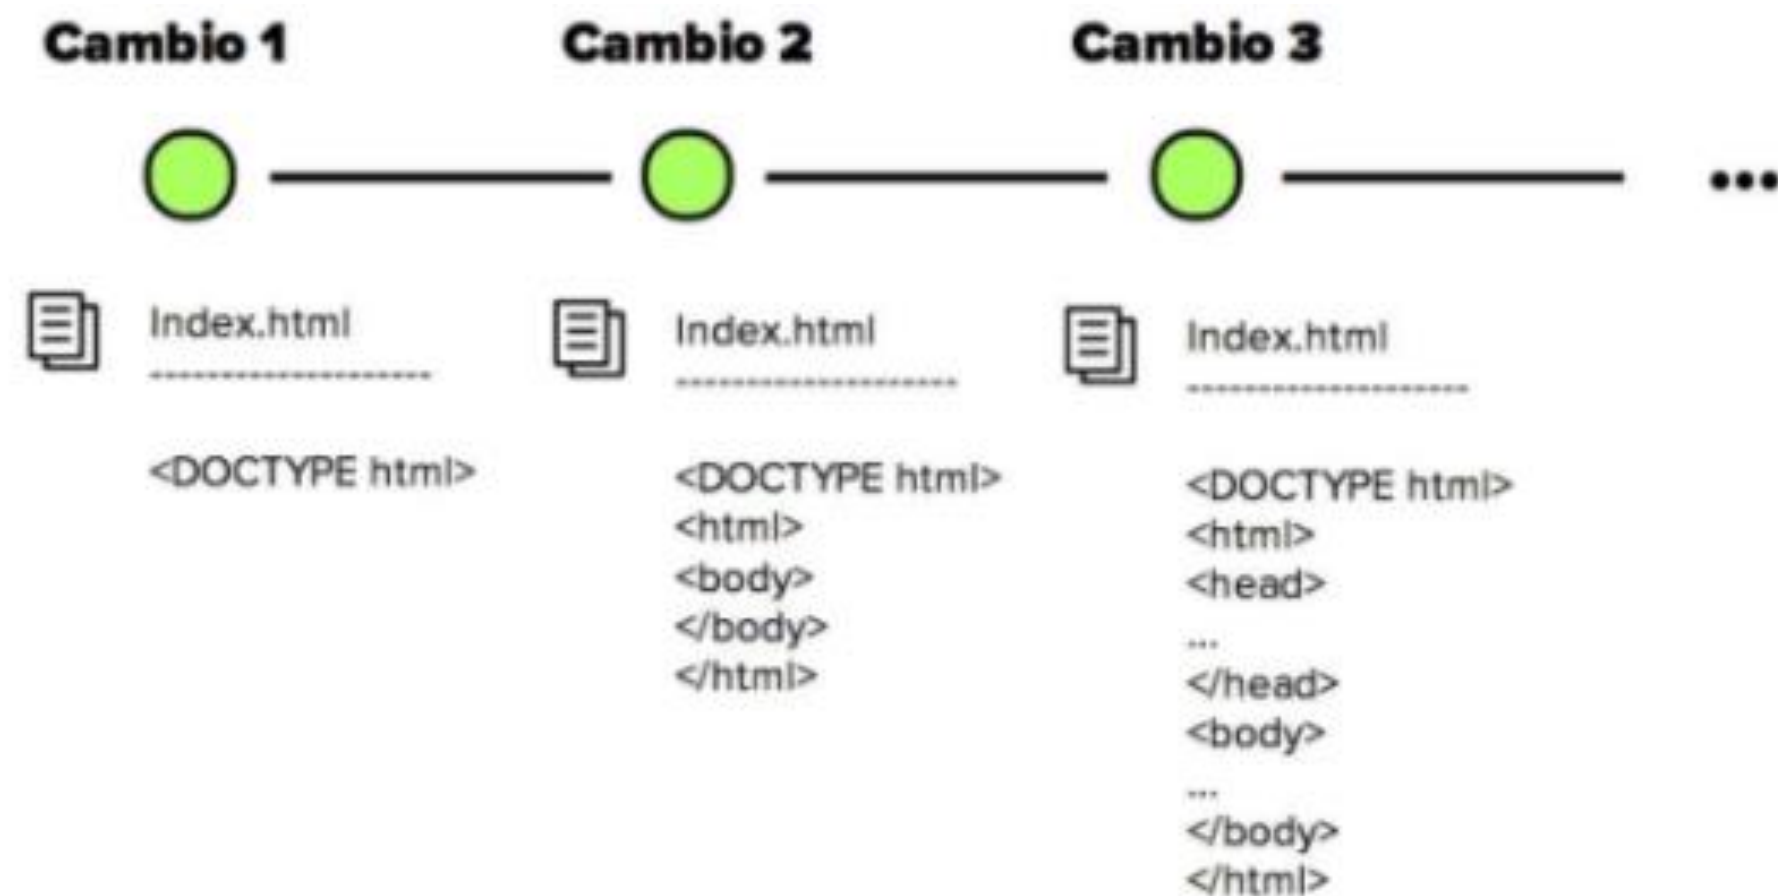 Cambio 1
Cambio 2
Cambio 3
...
Index.html
--------------------
<DOCTYPE html>
Index.html
--------------------
<DOCTYPE html>
<html>
<body>
</body>
</html>
Index.html
--------------------
<DOCTYPE html>
<html>
<head>
...
</head>
<body>
...
</body>
</html>